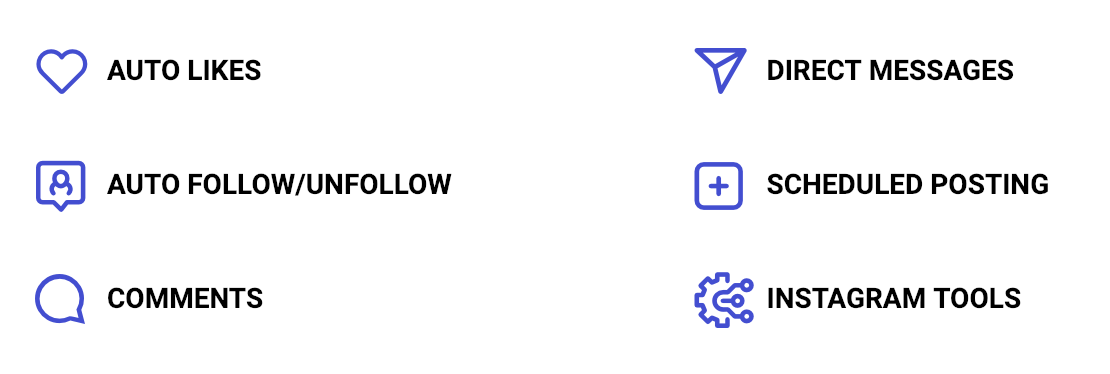 AUTO LIKES
DIRECT MESSAGES
AUTO FOLLOW/UNFOLLOW
SCHEDULED POSTING
COMMENTS
INSTAGRAM TOOLS